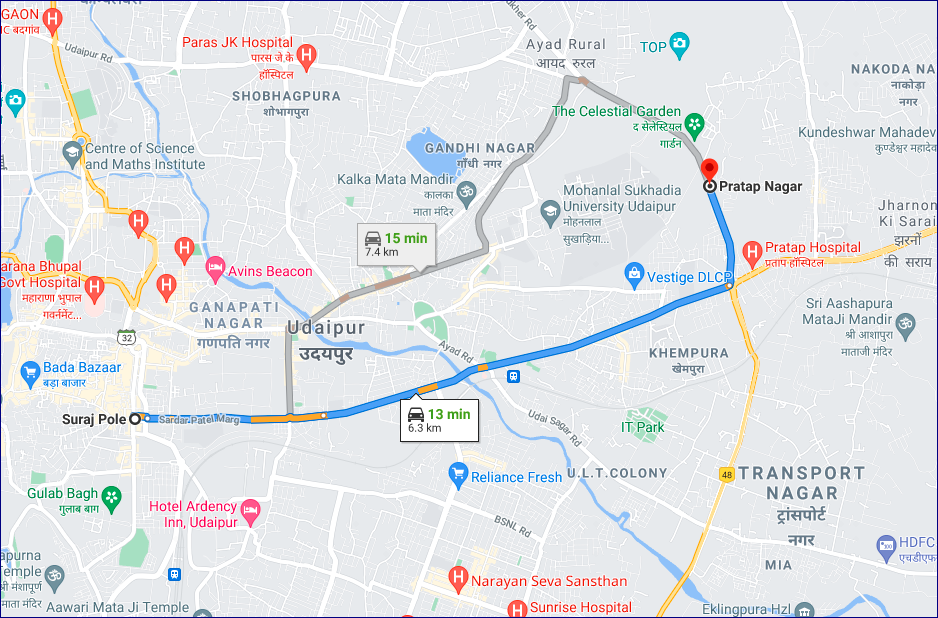 GAON
IC बदगांव
Udaipur Rd
Paras JK Hospital
पारस जे.के
हॉस्पिटल
SHOBHAGPURA
शोभागपुरा
Ayad Rural
आयद रुरल
TOP
NAKODA NA
नाकोड़ा
नगर
The Celestial Garden
द सेलेस्टियल
गार्डन
Kundeshwar Mahadev
कुण्डेश्वर महादेव
Centre of Science
and Maths Institute
GANDHI NAGAR
गाँधी नगर
Kalka Mata Mandir
कालका
माता मंदिर
Mohanlal Sukhadia
University Udaipur
मोहनलाल
सुखाड़िया...
Pratap Nagar
Jharnon
Ki Sarai
झरनों
की सराय
15 min
7.4 km
Pratap Hospital
प्रताप हॉस्पिटल
arana Bhupal
Govt Hospital
महाराणा भुपाल
गवर्नमेंट...
Avins Beacon
Vestige DLCP
GANAPATI
NAGAR
गणपति नगर
Sri Aashapura
MataJi Mandir
श्री आशापुरा
माताजी मंदिर
32
Udaipur
उदयपुर
Ayad Rd
KHEMPURA
खेमपुरा
Bada Bazaar
बड़ा बाजार
13 min
6.3 km
Suraj Pole
Sardar Patel Marg
Udai Sagar Rd
IT Park
Reliance Fresh
U.L.T.COLONY
48
TRANSPORT
NAGAR
ट्रांसपोर्ट
नगर
Gulab Bagh
गुलाब बाग
Hotel Ardency
Inn, Udaipur
BSNL Rd
HDFC
एचडीएफ
MIA
apurna
Temple
श्री मंशापूर्ण
माता मंदिर
Narayan Seva Sansthan
Aawari Mata Ji Temple
Sunrise Hospital
Eklingpura Hzl